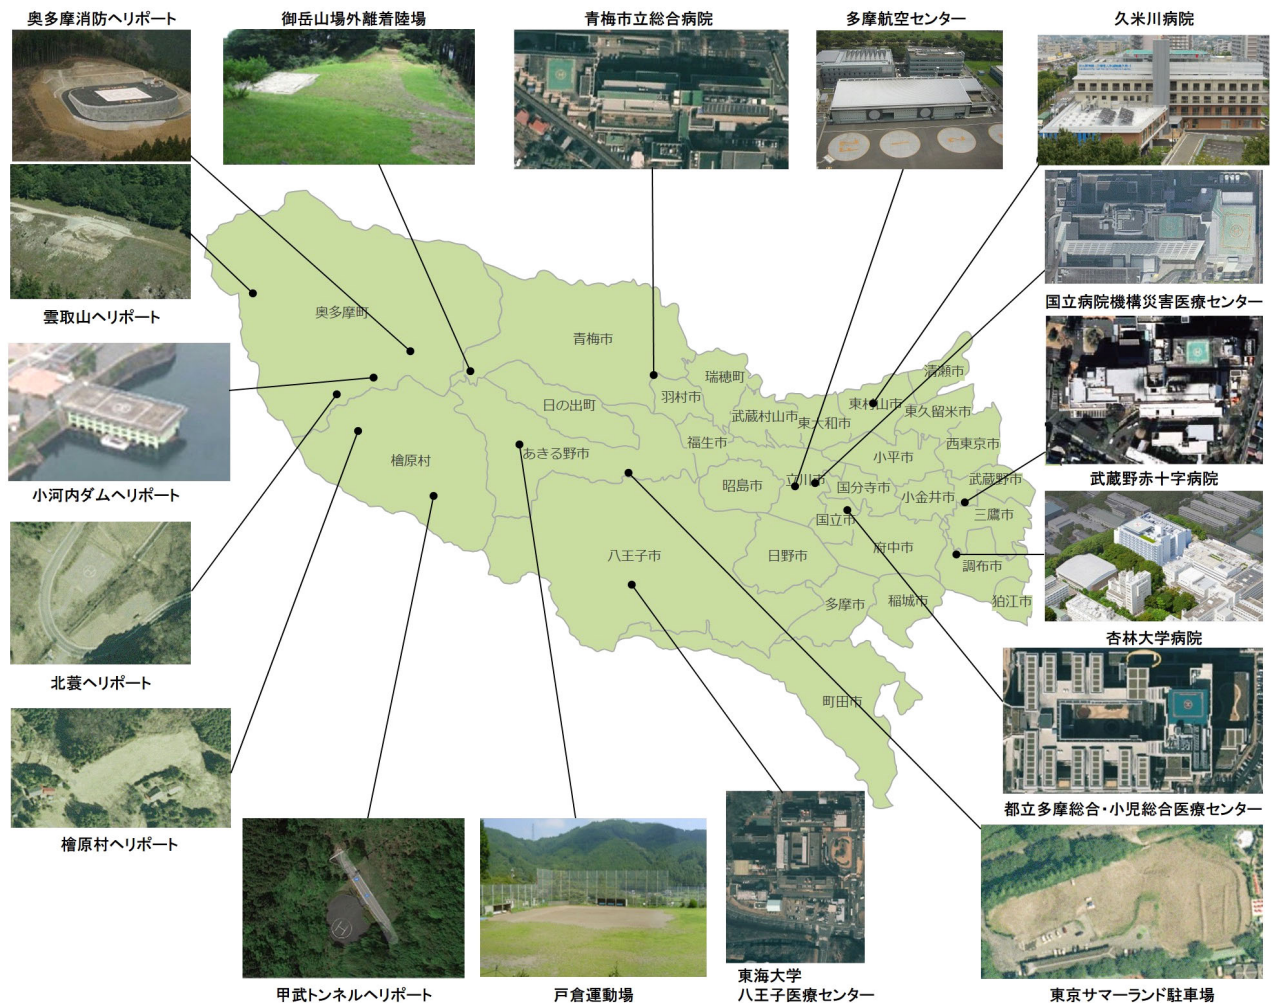 奥多摩消防ヘリポート
御岳山場外離着陸場
青梅市立総合病院
多摩航空センター
久米川病院
雲取山ヘリポート
国立病院機構災害医療センター
小河内ダムヘリポート
武蔵野赤十字病院
北蓑ヘリポート
杏林大学病院
檜原村ヘリポート
都立多摩総合・小児総合医療センター
甲武トンネルヘリポート
戸倉運動場
東海大学
八王子医療センター
東京サマーランド駐車場
奥多摩町
青梅市
瑞穂町
清瀬市
羽村市
日の出町
武蔵村山市
東村山市
東大和市
東久留米市
福生市
西東京市
あきる野市
小平市
檜原村
昭島市
立川市
国分寺市
小金井市
武蔵野市
三鷹市
国立市
八王子市
日野市
府中市
調布市
多摩市
稲城市
狛江市
町田市